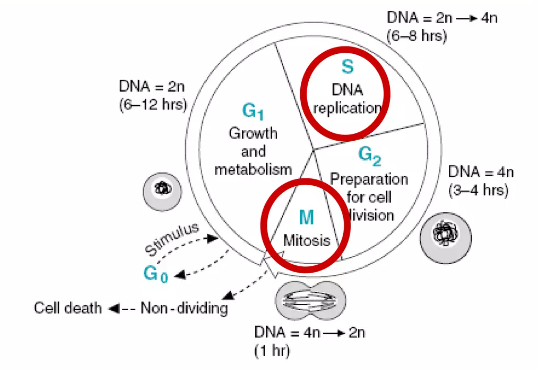 DNA = 2n → 4n
(6–8 hrs)
S
DNA
replication
DNA = 2n
(6–12 hrs)
G1
Growth
and
metabolism
G2
Preparation
for cell
division
DNA = 4n
(3–4 hrs)
M
Mitosis
Stimulus
G0
Cell death ◄-- Non-dividing
DNA = 4n → 2n
(1 hr)